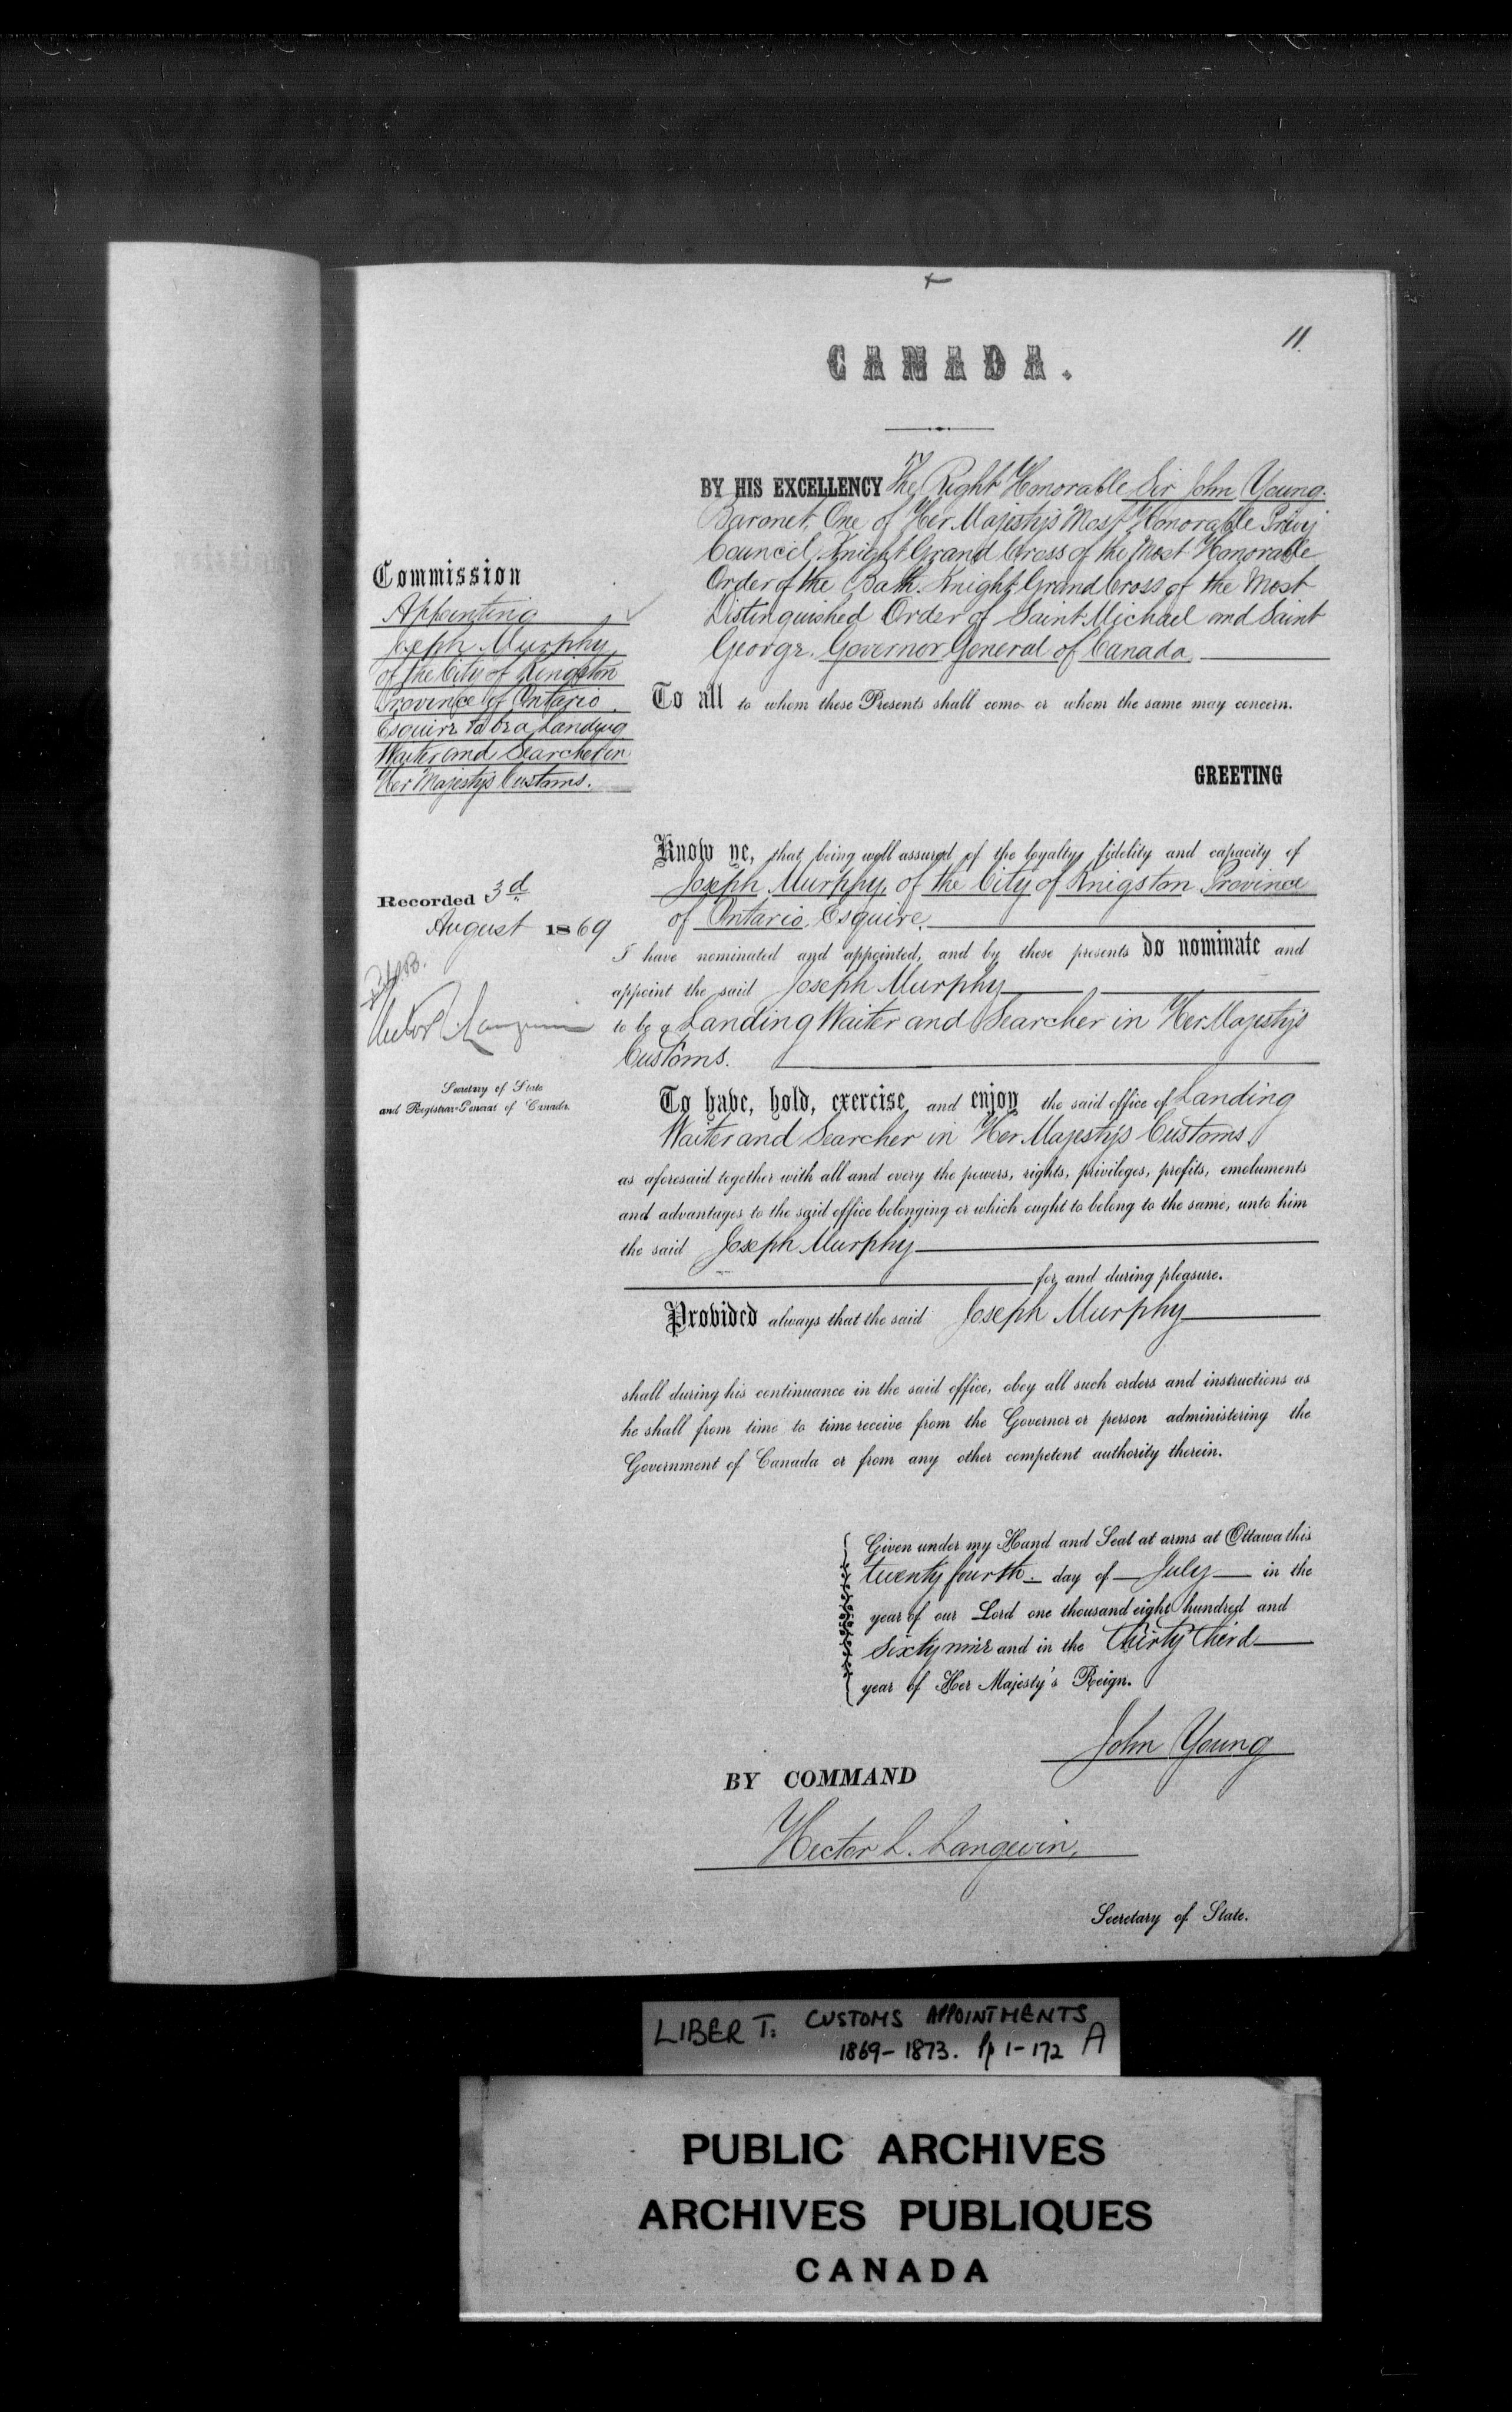 11.
CANADA.
BY HIS EXCELLENCY The Right Honorable Sir John Young.
Baronet, One of Her Majesty's Most Honorable Privy
Council, Knight Grand Cross of the Most Honorable
Order of the Bath. Knight Grand Cross of the Most
Distinguished Order of Saint Michael and Saint
George. Governor General of Canada
To all to whom these Presents shall come or whom the same may concern.
GREETING
Commission
Appointing
Joseph Murphy
of the City of Kingston
Province of Ontario.
Esquire to be a Landing
Waiter and Searcher in
Her Majesty's Customs.
Recorded 3d
August 1869
Hector L. Langevin
Secretary of State
and Registrar-General of Canada.
Know ye, that being well assured of the loyalty, fidelity and capacity of
Joseph Murphy, of the City of Knigston Province
of Ontario, Esquire.
I have nominated and appointed, and by these presents do nominate and
appoint the said Joseph Murphy
to be a Landing Waiter and Searcher in Her Majesty's
Customs.
To have, hold, exercise, and enjoy the said office of Landing
Waiter and Searcher in Her Majesty's Customs,
as aforesaid together with all and every the powers, rights, privileges, profits, emoluments
and advantages to the said office belonging or which ought to belong to the same, unto him
the said Joseph Murphy
for and during pleasure.
Provided always that the said Joseph Murphy
shall during his continuance in the said office, obey all such orders and instructions as
he shall from time to time receive from the Governor or person administering the
Government of Canada or from any other competent authority therein.
Given under my Hand and Seal at arms at Ottawa this
twenty fourth day of July in the
year of our Lord one thousand eight hundred and
sixty nine and in the thirty third
year of Her Majesty's Reign.
John Young
BY COMMAND
Hector L. Langevin,
Secretary of State.
LIBER T: CUSTOMS APPOINTMENTS A
1869-1873. Pp 1-172
PUBLIC ARCHIVES
ARCHIVES PUBLIQUES
CANADA